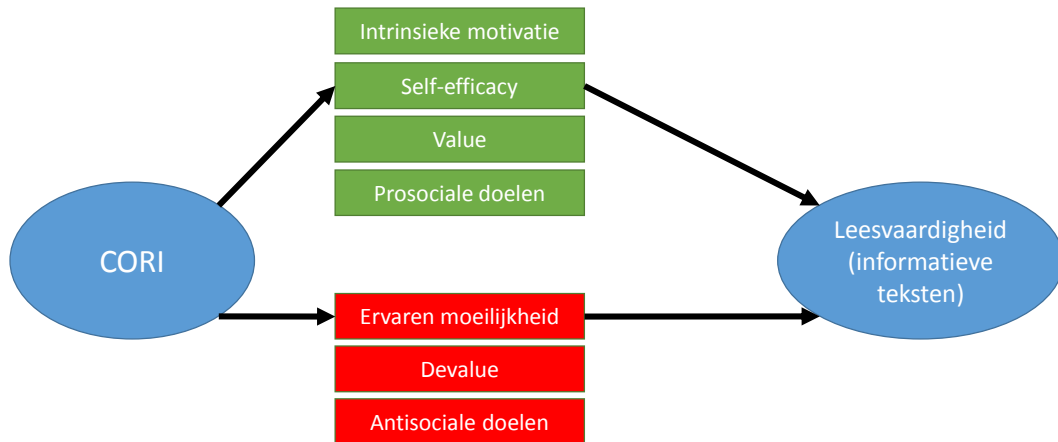 Intrinsieke motivatie
Self-efficacy
Value
Prosociale doelen
CORI
Leesvaardigheid
(informatieve
teksten)
Ervaren moeilijkheid
Devalue
Antisociale doelen